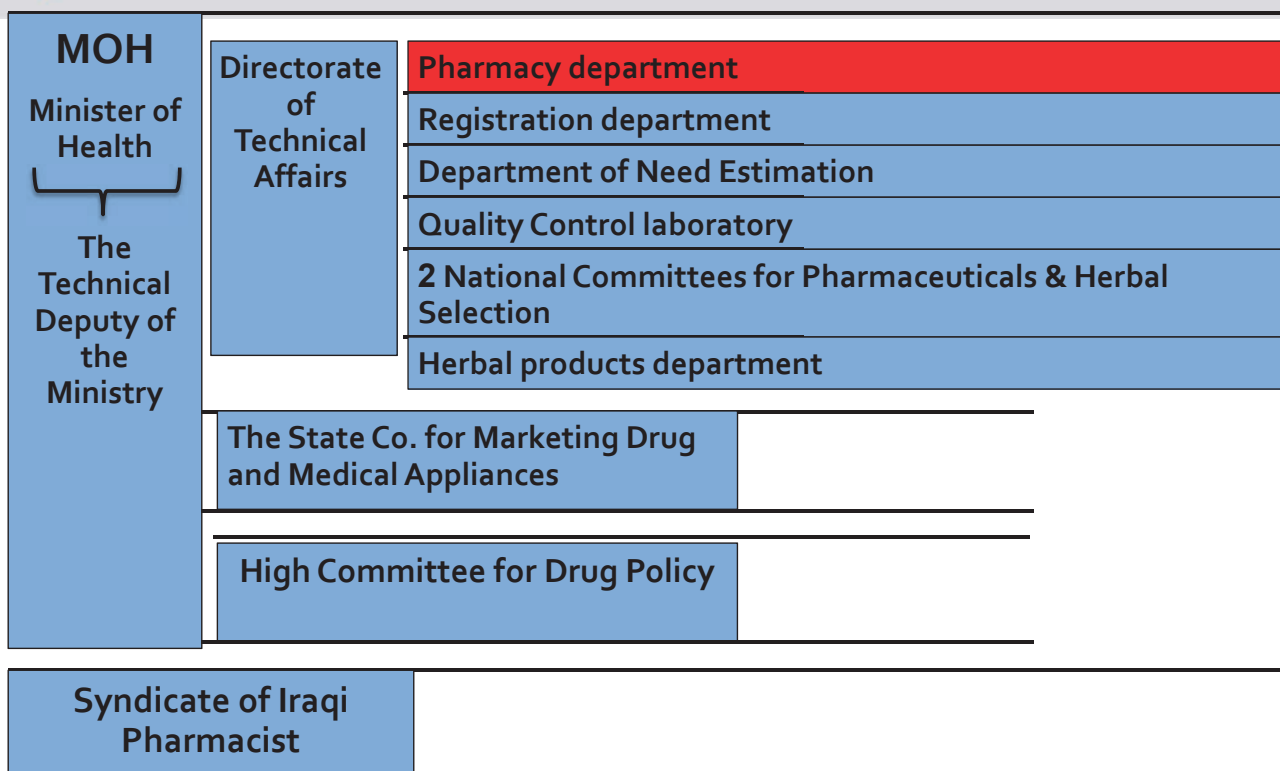 MOH
Minister of
Health
The
Technical
Deputy of
the
Ministry
Directorate
of
Technical
Affairs
Pharmacy department
Registration department
Department of Need Estimation
Quality Control laboratory
2 National Committees for Pharmaceuticals & Herbal
Selection
Herbal products department
The State Co. for Marketing Drug
and Medical Appliances
High Committee for Drug Policy
Syndicate of Iraqi
Pharmacist